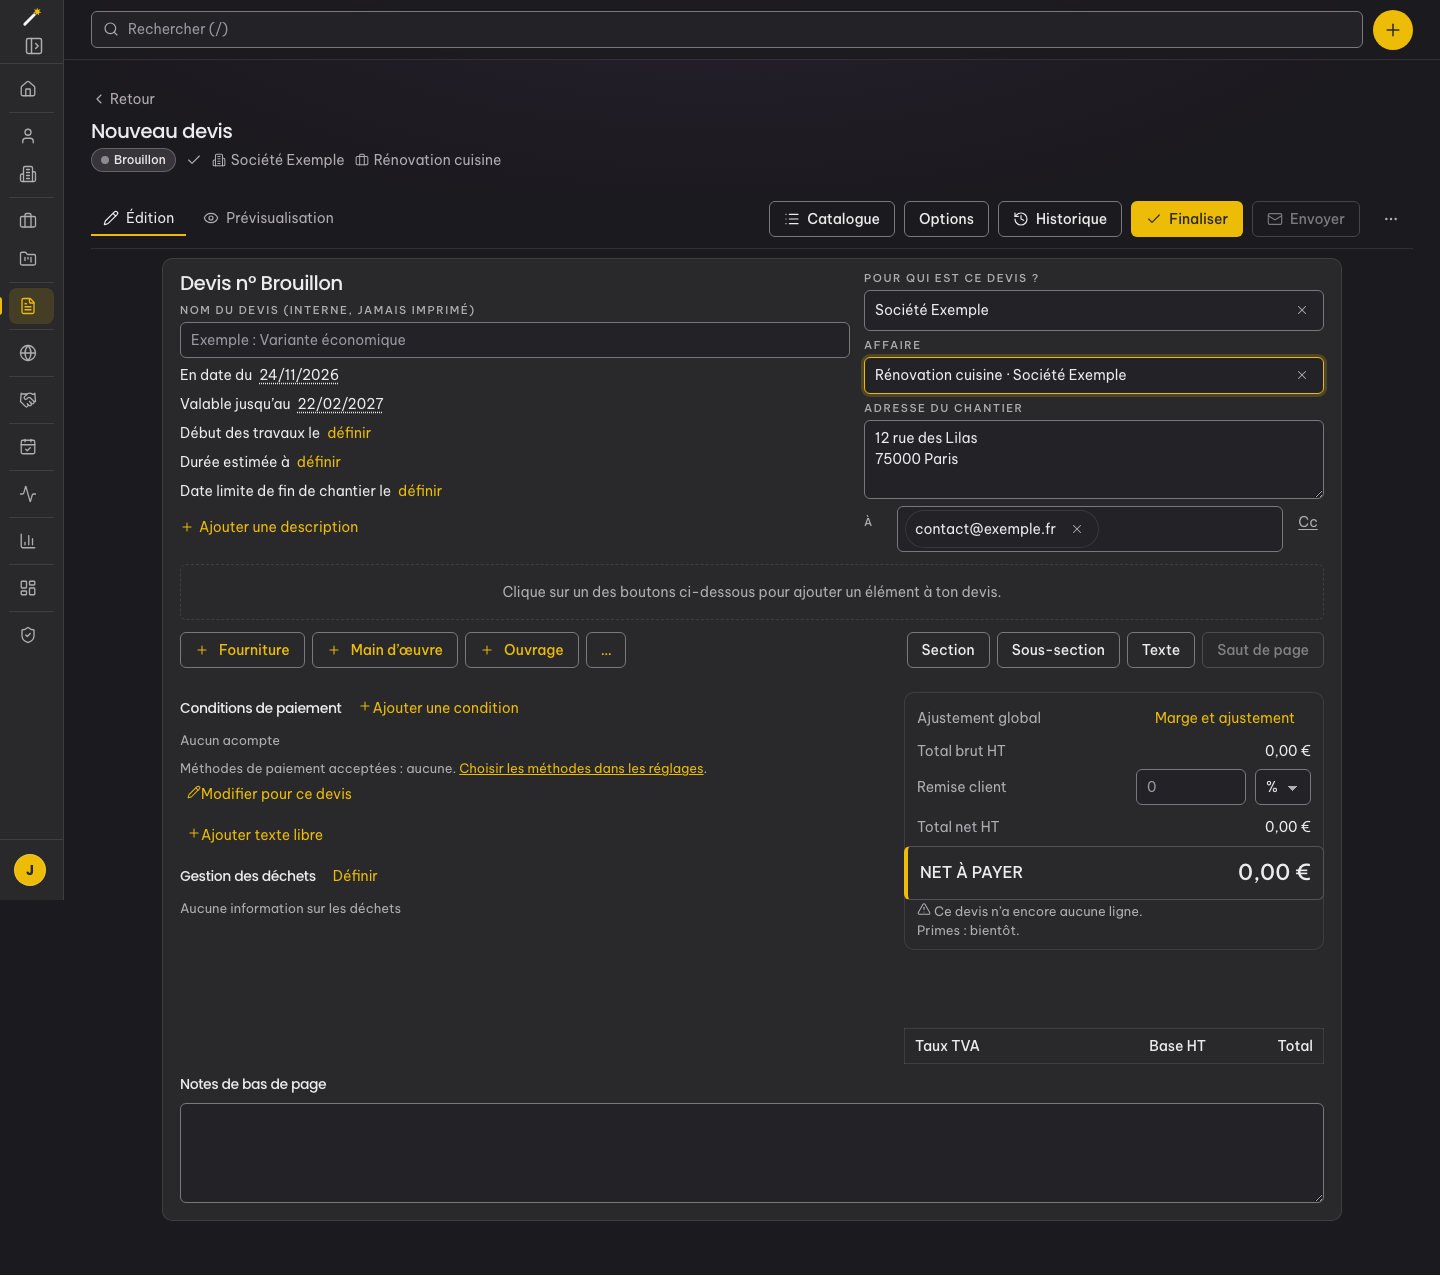 Rechercher (/)
Retour
Nouveau devis
Brouillon
Société Exemple
Rénovation cuisine
Édition
Prévisualisation
Catalogue
Options
Historique
Finaliser
Envoyer
Devis n° Brouillon
NOM DU DEVIS (INTERNE, JAMAIS IMPRIMÉ)
Exemple : Variante économique
En date du 24/11/2026
Valable jusqu’au 22/02/2027
Début des travaux le définir
Durée estimée à définir
Date limite de fin de chantier le définir
Ajouter une description
POUR QUI EST CE DEVIS ?
Société Exemple
AFFAIRE
Rénovation cuisine · Société Exemple
ADRESSE DU CHANTIER
12 rue des Lilas
75000 Paris
À
contact@exemple.fr
Cc
Clique sur un des boutons ci-dessous pour ajouter un élément à ton devis.
Fourniture
Main d’œuvre
Ouvrage
...
Section
Sous-section
Texte
Saut de page
Conditions de paiement
Ajouter une condition
Aucun acompte
Méthodes de paiement acceptées : aucune. Choisir les méthodes dans les réglages.
Modifier pour ce devis
Ajouter texte libre
Gestion des déchets
Définir
Aucune information sur les déchets
Ajustement global
Marge et ajustement
Total brut HT
0,00 €
Remise client
0
%
Total net HT
0,00 €
NET À PAYER
0,00 €
Ce devis n’a encore aucune ligne.
Primes : bientôt.
Taux TVA
Base HT
Total
Notes de bas de page
J